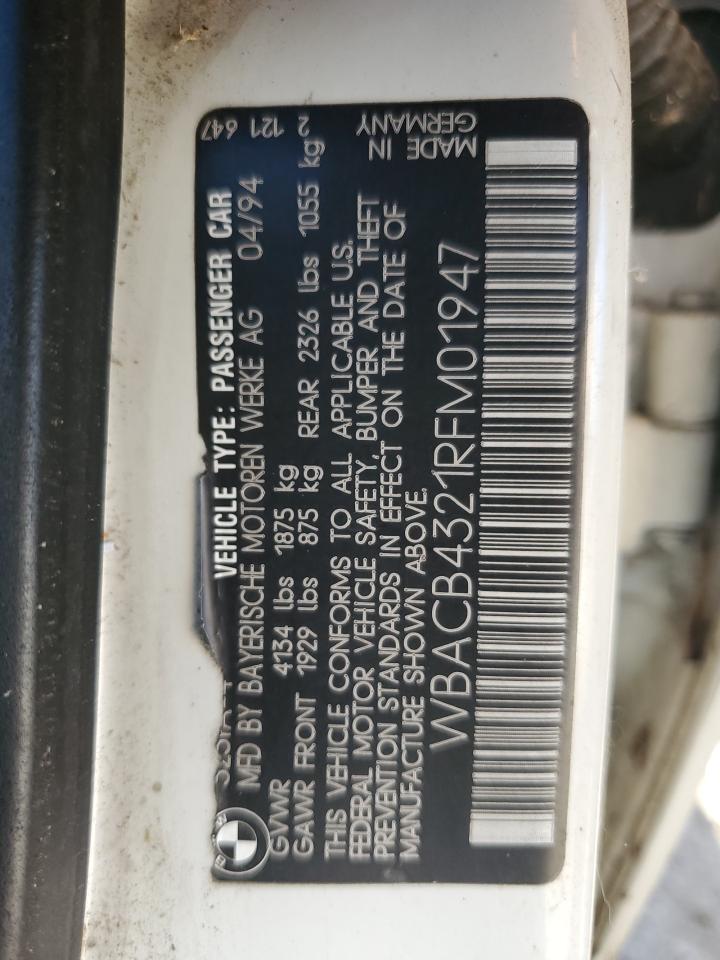 VEHICLE TYPE: PASSENGER CAR
MFD BY BAYERISCHE MOTOREN WERKE AG 04/94
647
121
2
GVWR 4134 lbs 1875 kg
GAWR FRONT 1929 lbs 875 kg REAR 2326 lbs 1055 kg
THIS VEHICLE CONFORMS TO ALL APPLICABLE U.S.
FEDERAL MOTOR VEHICLE SAFETY, BUMPER AND THEFT
PREVENTION STANDARDS IN EFFECT ON THE DATE OF
MANUFACTURE SHOWN ABOVE.
MADE IN
GERMANY
WBACB4321RFM01947